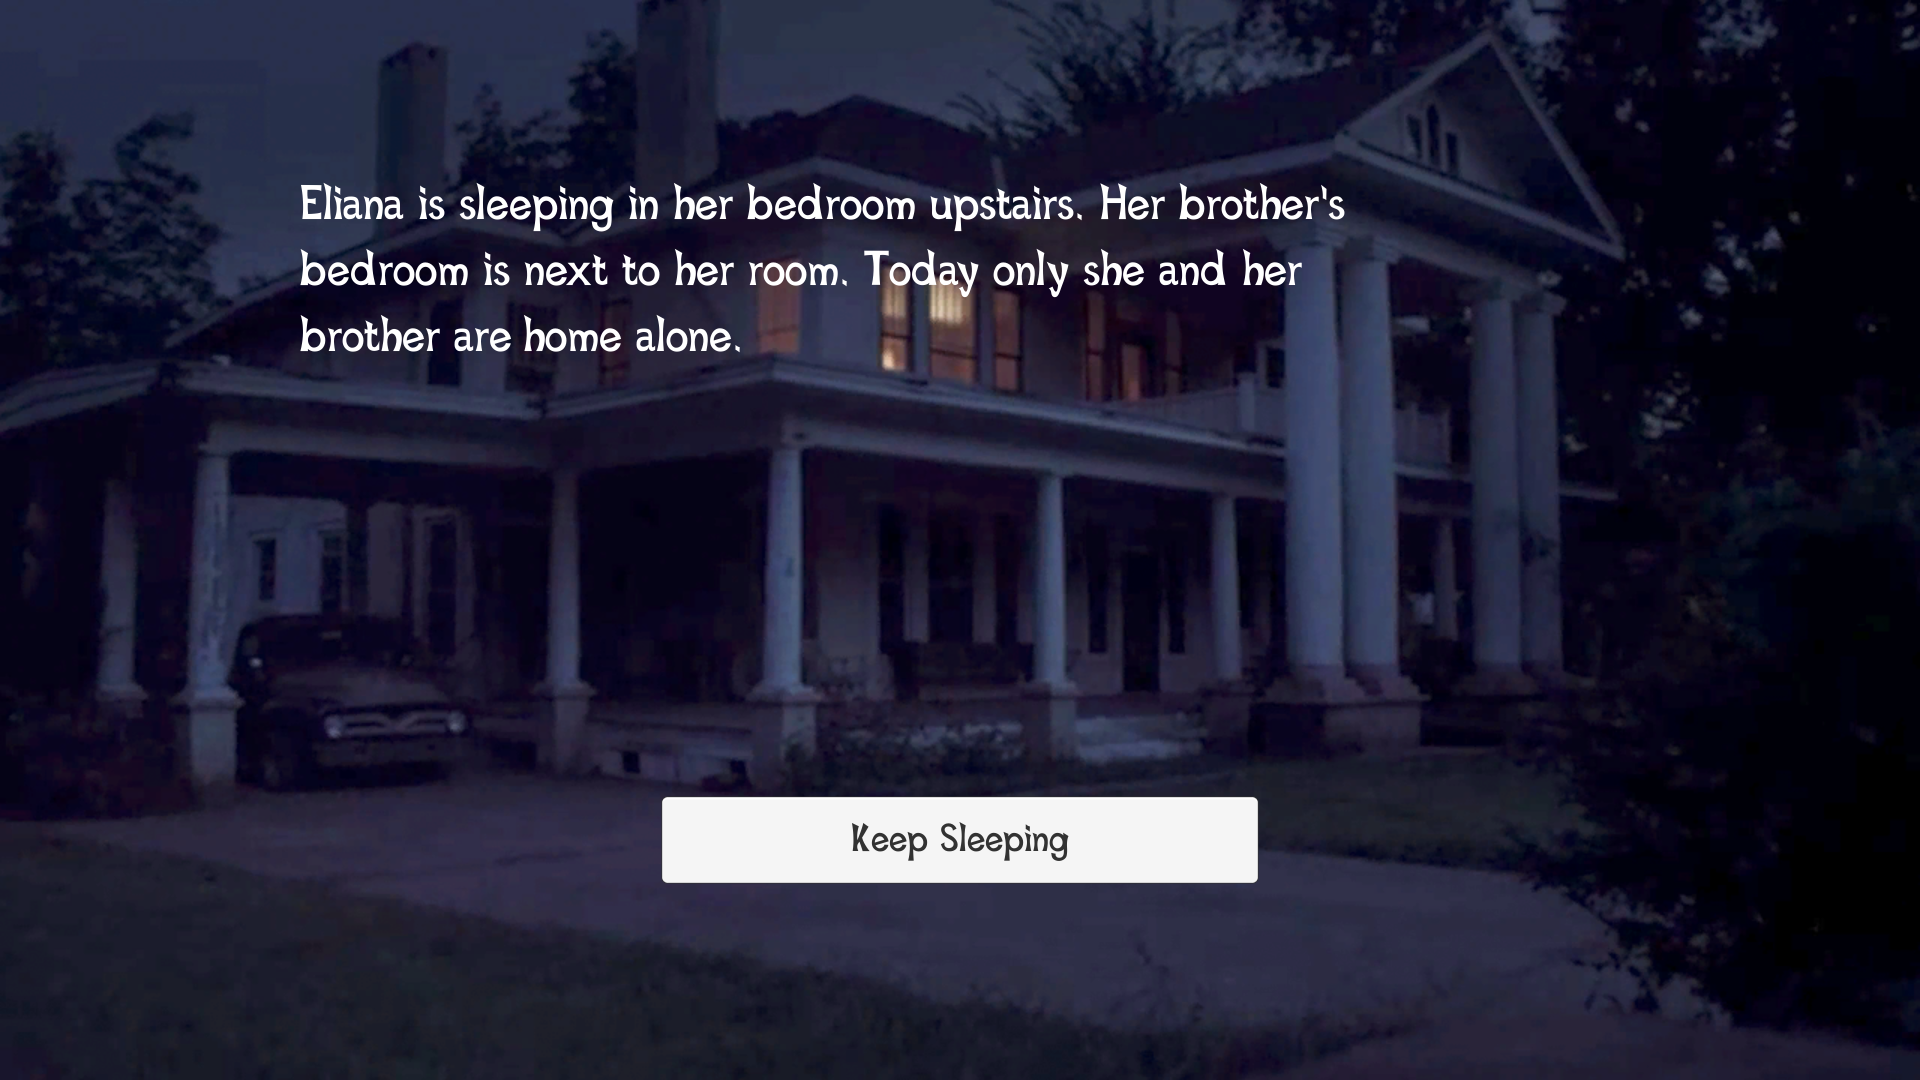 Eliana is sleeping in her bedroom upstairs. Her brother's
bedroom is next to her room. Today only she and her
brother are home alone.
Keep Sleeping